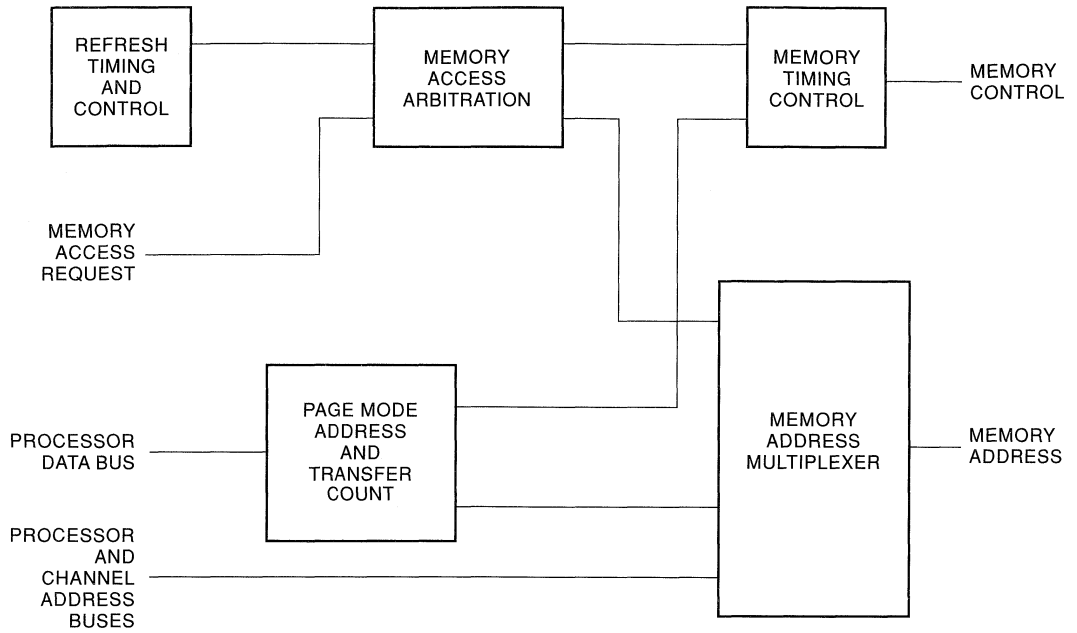 REFRESH
TIMING
AND
CONTROL
MEMORY
ACCESS
ARBITRATION
MEMORY
TIMING
CONTROL
MEMORY
CONTROL
MEMORY
ACCESS
REQUEST
PAGE MODE
ADDRESS
AND
TRANSFER
COUNT
MEMORY
ADDRESS
MULTIPLEXER
PROCESSOR
DATA BUS
MEMORY
ADDRESS
PROCESSOR
AND
CHANNEL
ADDRESS
BUSES